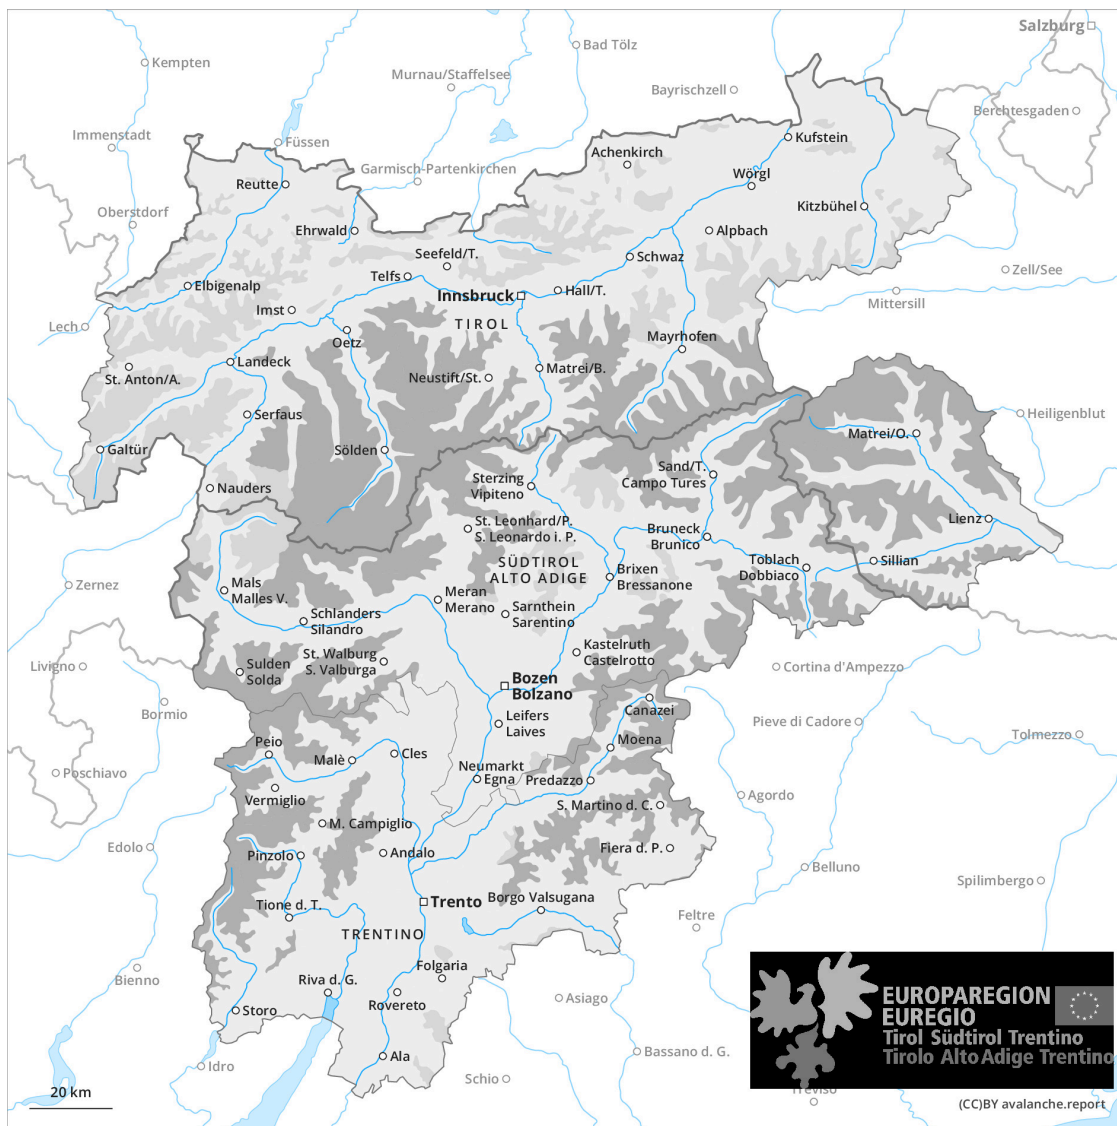 Salzburg
Bad Tölz
Kempten
Murnau/Staffelsee
Bayrischzell
Berchtesgaden
Immenstadt
Füssen
Kufstein
Achenkirch
Garmisch-Partenkirchen
Wörgl
Reutte
Kitzbühel
Oberstdorf
Ehrwald
Alpbach
Seefeld/T.
Schwaz
Zell/See
Telfs
Elbigenalp
Hall/T.
Innsbruck
Mittersill
Imst
TIROL
Lech
Mayrhofen
Oetz
Landeck
Matrei/B.
St. Anton/A.
Neustift/St.
Serfaus
Heiligenblut
Matrei/O.
Galtür
Sölden
Sand/T.
Campo Tures
Sterzing
Vipiteno
Nauders
Lienz
St. Leonhard/P.
S. Leonardo i. P.
Bruneck
Brunico
SÜDTIROL
ALTO ADIGE
Toblach
Dobbiaco
Sillian
Brixen
Bressanone
Zernez
Mals
Malles V.
Meran
Merano
Schlanders
Silandro
Sarnthein
Sarentino
Kastelruth
Castelrotto
St. Walburg
S. Valburga
Livigno
Sulden
Solda
Cortina d'Ampezzo
Bozen
Bolzano
Bormio
Canazei
Leifers
Laives
Pieve di Cadore
Tolmezzo
Peio
Moena
Cles
Malè
Poschiavo
Neumarkt
Egna
Predazzo
Vermiglio
Agordo
S. Martino d. C.
M. Campiglio
Edolo
Andalo
Fiera d. P.
Pinzolo
Belluno
Spilimbergo
Borgo Valsugana
Trento
Tione d. T.
Feltre
TRENTINO
Folgaria
Bienno
Riva d. G.
Rovereto
Asiago
Storo
EUROPAREGION
EUREGIO
Tirol Südtirol Trentino
Tirolo Alto Adige Trentino
Ala
Bassano d. G.
Idro
Schio
Treviso
20 km
(CC)BY avalanche.report